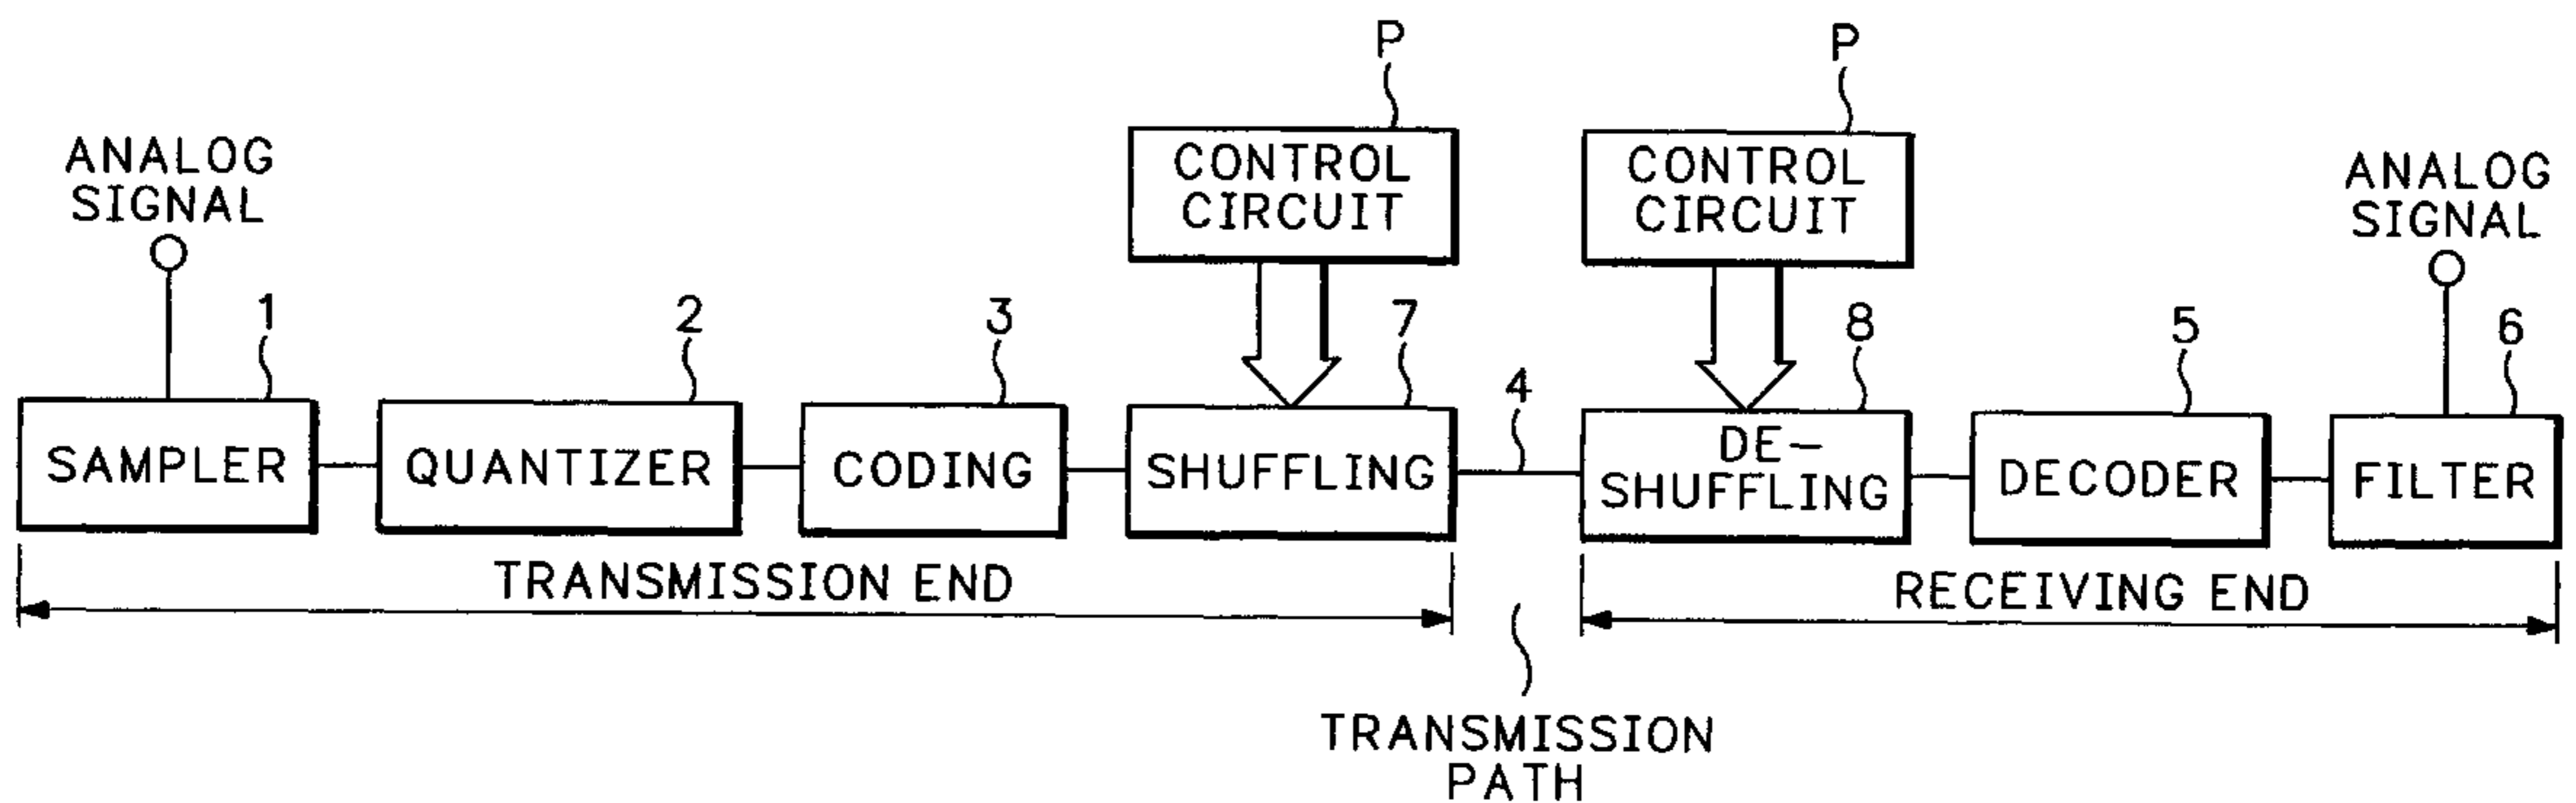 P
P
CONTROL
CIRCUIT
CONTROL
CIRCUIT
ANALOG
SIGNAL
ANALOG
SIGNAL
1
2
3
7
4
8
5
6
SAMPLER
QUANTIZER
CODING
SHUFFLING
DE-
SHUFFLING
DECODER
FILTER
TRANSMISSION END
RECEIVING END
TRANSMISSION
PATH